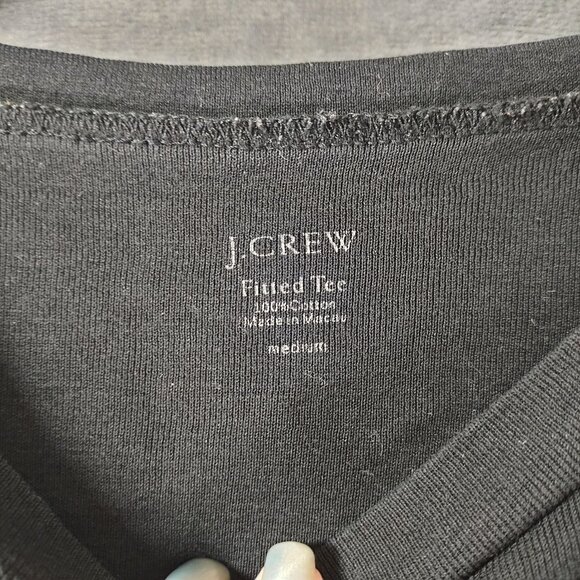 J.CREW
Fitted Tee
100% Cotton
Made in Macau
medium